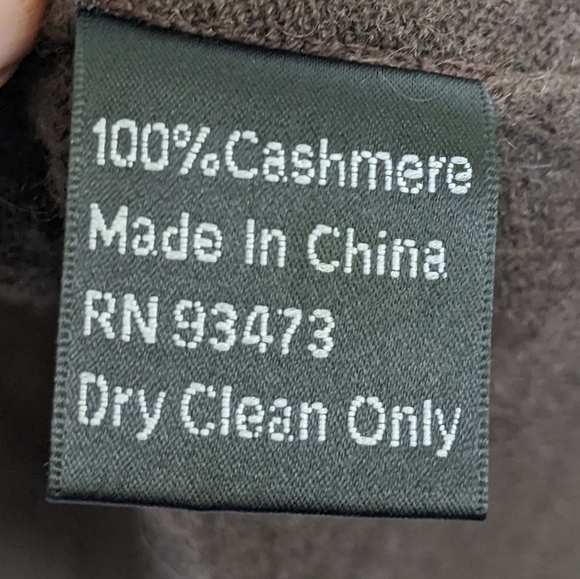 100%Cashmere
Made In China
RN 93473
Dry Clean Only